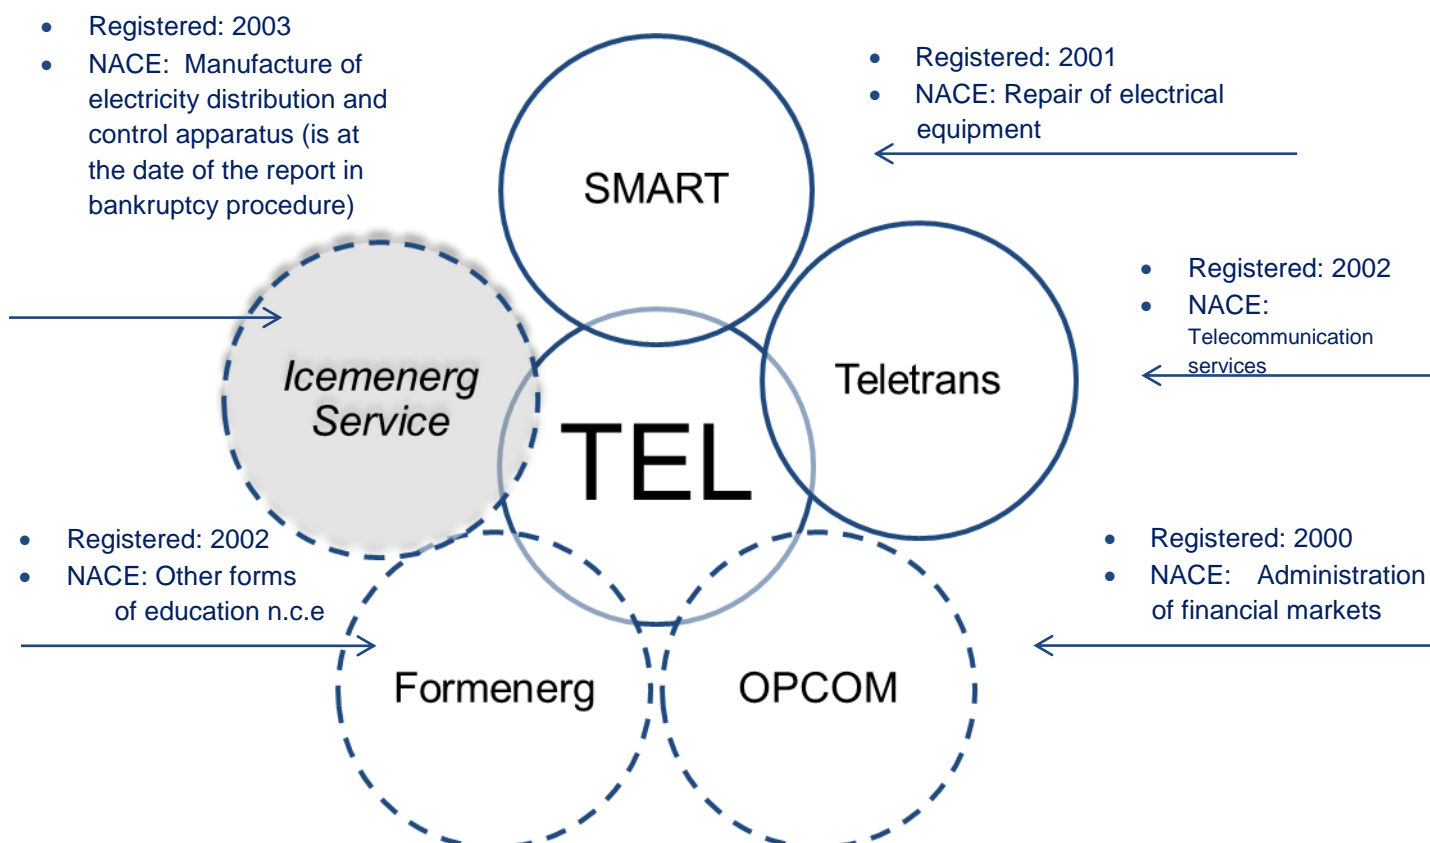 • Registered: 2003
• NACE: Manufacture of
electricity distribution and
control apparatus (is at
the date of the report in
bankruptcy procedure)
• Registered: 2001
• NACE: Repair of electrical
equipment
SMART
• Registered: 2002
• NACE:
Telecommunication
services
Icemenerg
Service
Teletrans
TEL
• Registered: 2002
• NACE: Other forms
of education n.c.e
• Registered: 2000
• NACE: Administration
of financial markets
Formenerg
OPCOM